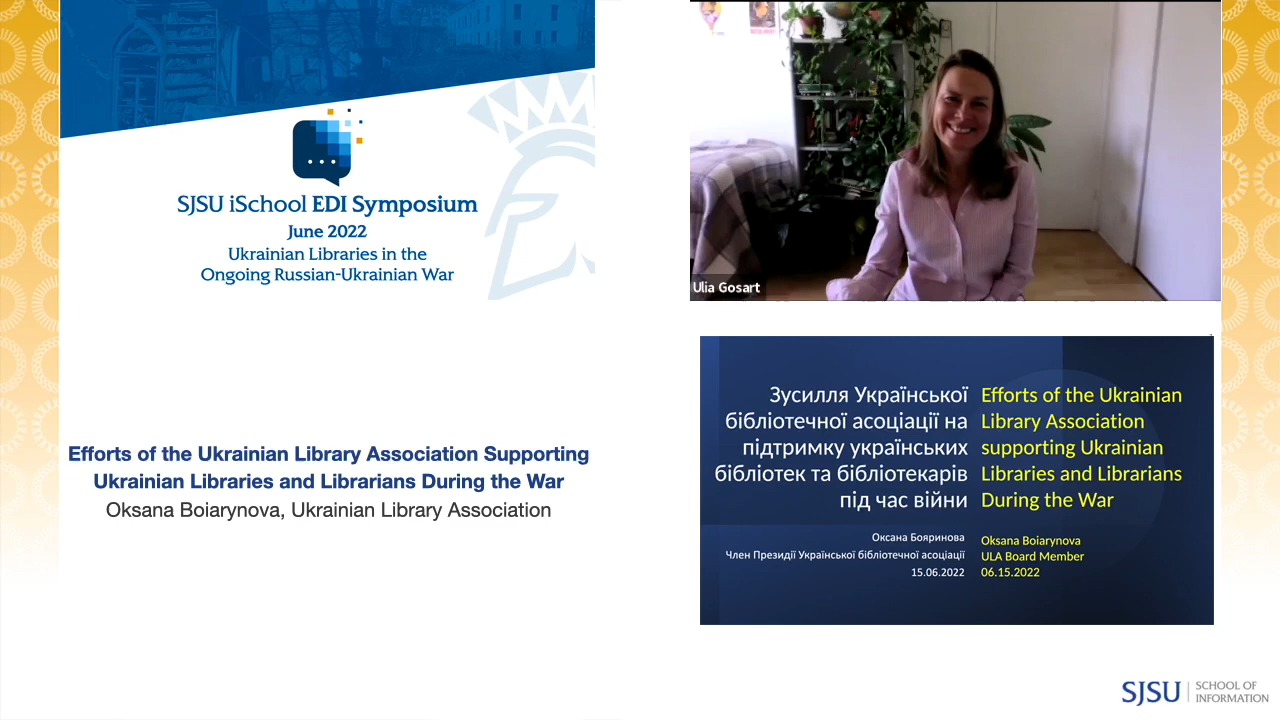 SJSU iSchool EDI Symposium
June 2022
Ukrainian Libraries in the
Ongoing Russian-Ukrainian War
Efforts of the Ukrainian Library Association Supporting
Ukrainian Libraries and Librarians During the War
Oksana Boiarynova, Ukrainian Library Association
Ulia Gosart
Зусилля Української
бібліотечної асоціації на
підтримку українських
бібліотек та бібліотекарів
під час війни
Оксана Бояринова
Член Президії Української бібліотечної асоціації
15.06.2022
Efforts of the Ukrainian
Library Association
supporting Ukrainian
Libraries and Librarians
During the War
Oksana Boiarynova
ULA Board Member
06.15.2022
SJSU
SCHOOL OF
INFORMATION